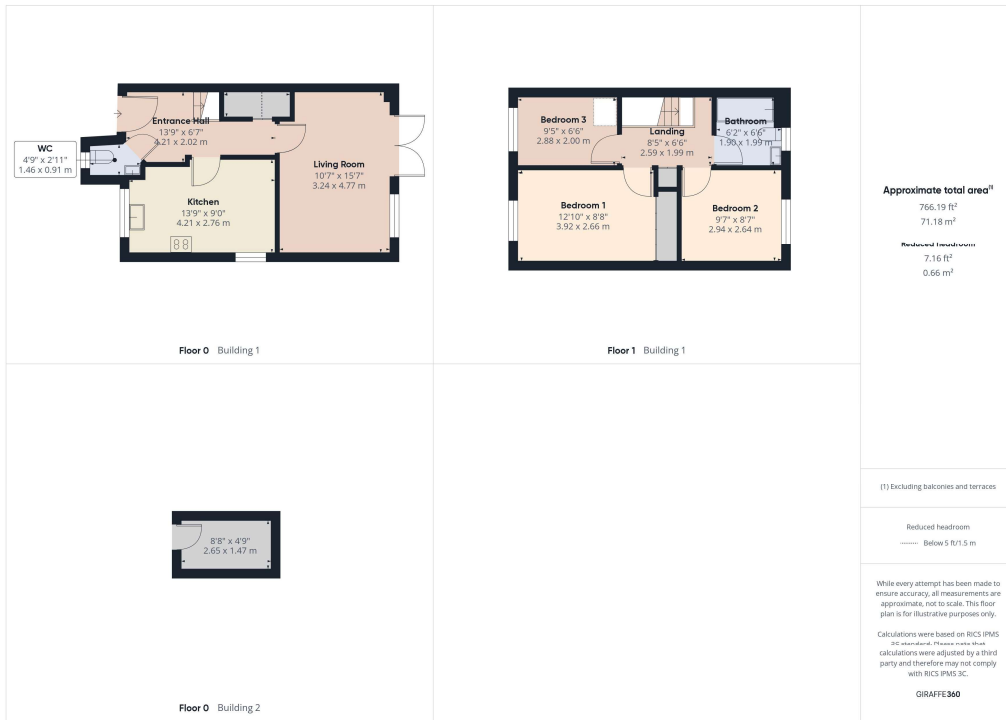 WC
4'9" x 2'11"
1.46 x 0.91 m
Entrance Hall
13'9" x 6'7"
4.21 x 2.02 m
Living Room
10'7" x 15'7"
3.24 x 4.77 m
Kitchen
13'9" x 9'0"
4.21 x 2.76 m
Floor 0 Building 1
Bedroom 3
9'5" x 6'6"
2.88 x 2.00 m
Landing
8'5" x 6'6"
2.59 x 1.99 m
Bathroom
6'2" x 6'6"
1.90 x 1.99 m
Bedroom 1
12'10" x 8'8"
3.92 x 2.66 m
Bedroom 2
9'7" x 8'7"
2.94 x 2.64 m
Floor 1 Building 1
8'8" x 4'9"
2.65 x 1.47 m
Floor 0 Building 2
Approximate total area(1)
766.19 ft²
71.18 m²
Reduced headroom
7.16 ft²
0.66 m²
(1) Excluding balconies and terraces
Reduced headroom
Below 5 ft/1.5 m
While every attempt has been made to
ensure accuracy, all measurements are
approximate, not to scale. This floor
plan is for illustrative purposes only.
Calculations were based on RICS IPMS
standard. Please note that
calculations were adjusted by a third
party and therefore may not comply
with RICS IPMS 3C.
GIRAFFE360